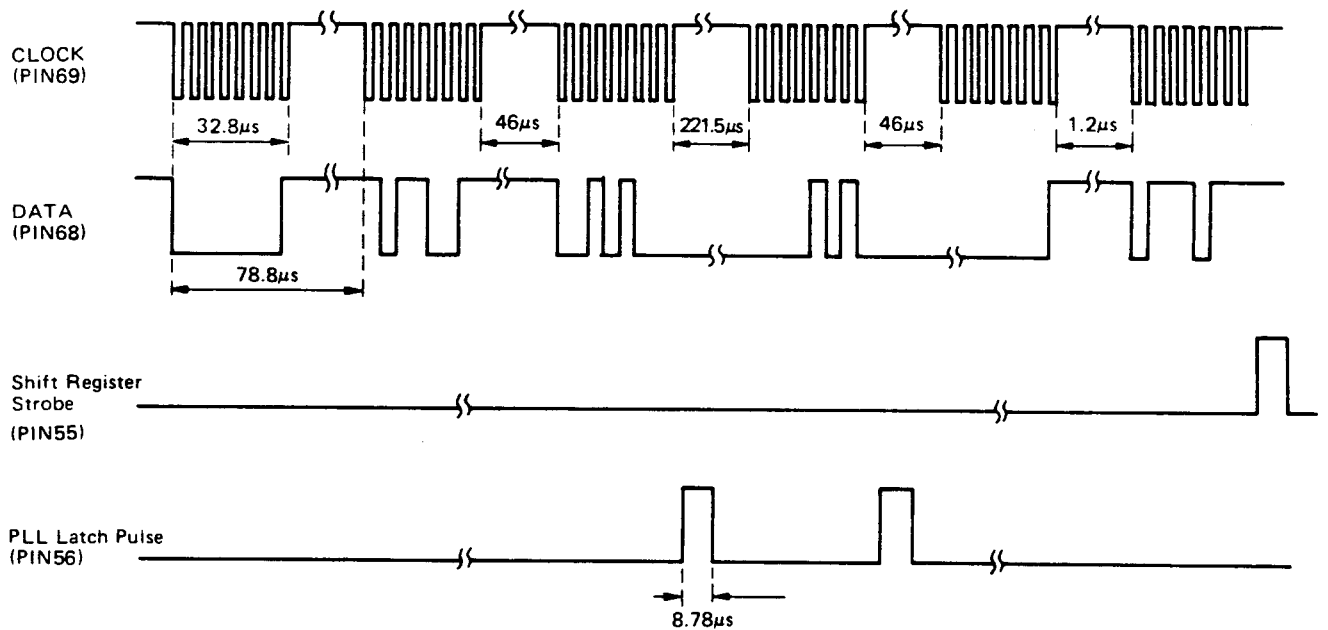 CLOCK
(PIN69)
32.8μs
46μs
221.5μs
46μs
1.2μs
DATA
(PIN68)
78.8μs
Shift Register
Strobe
(PIN55)
PLL Latch Pulse
(PIN56)
8.78μs